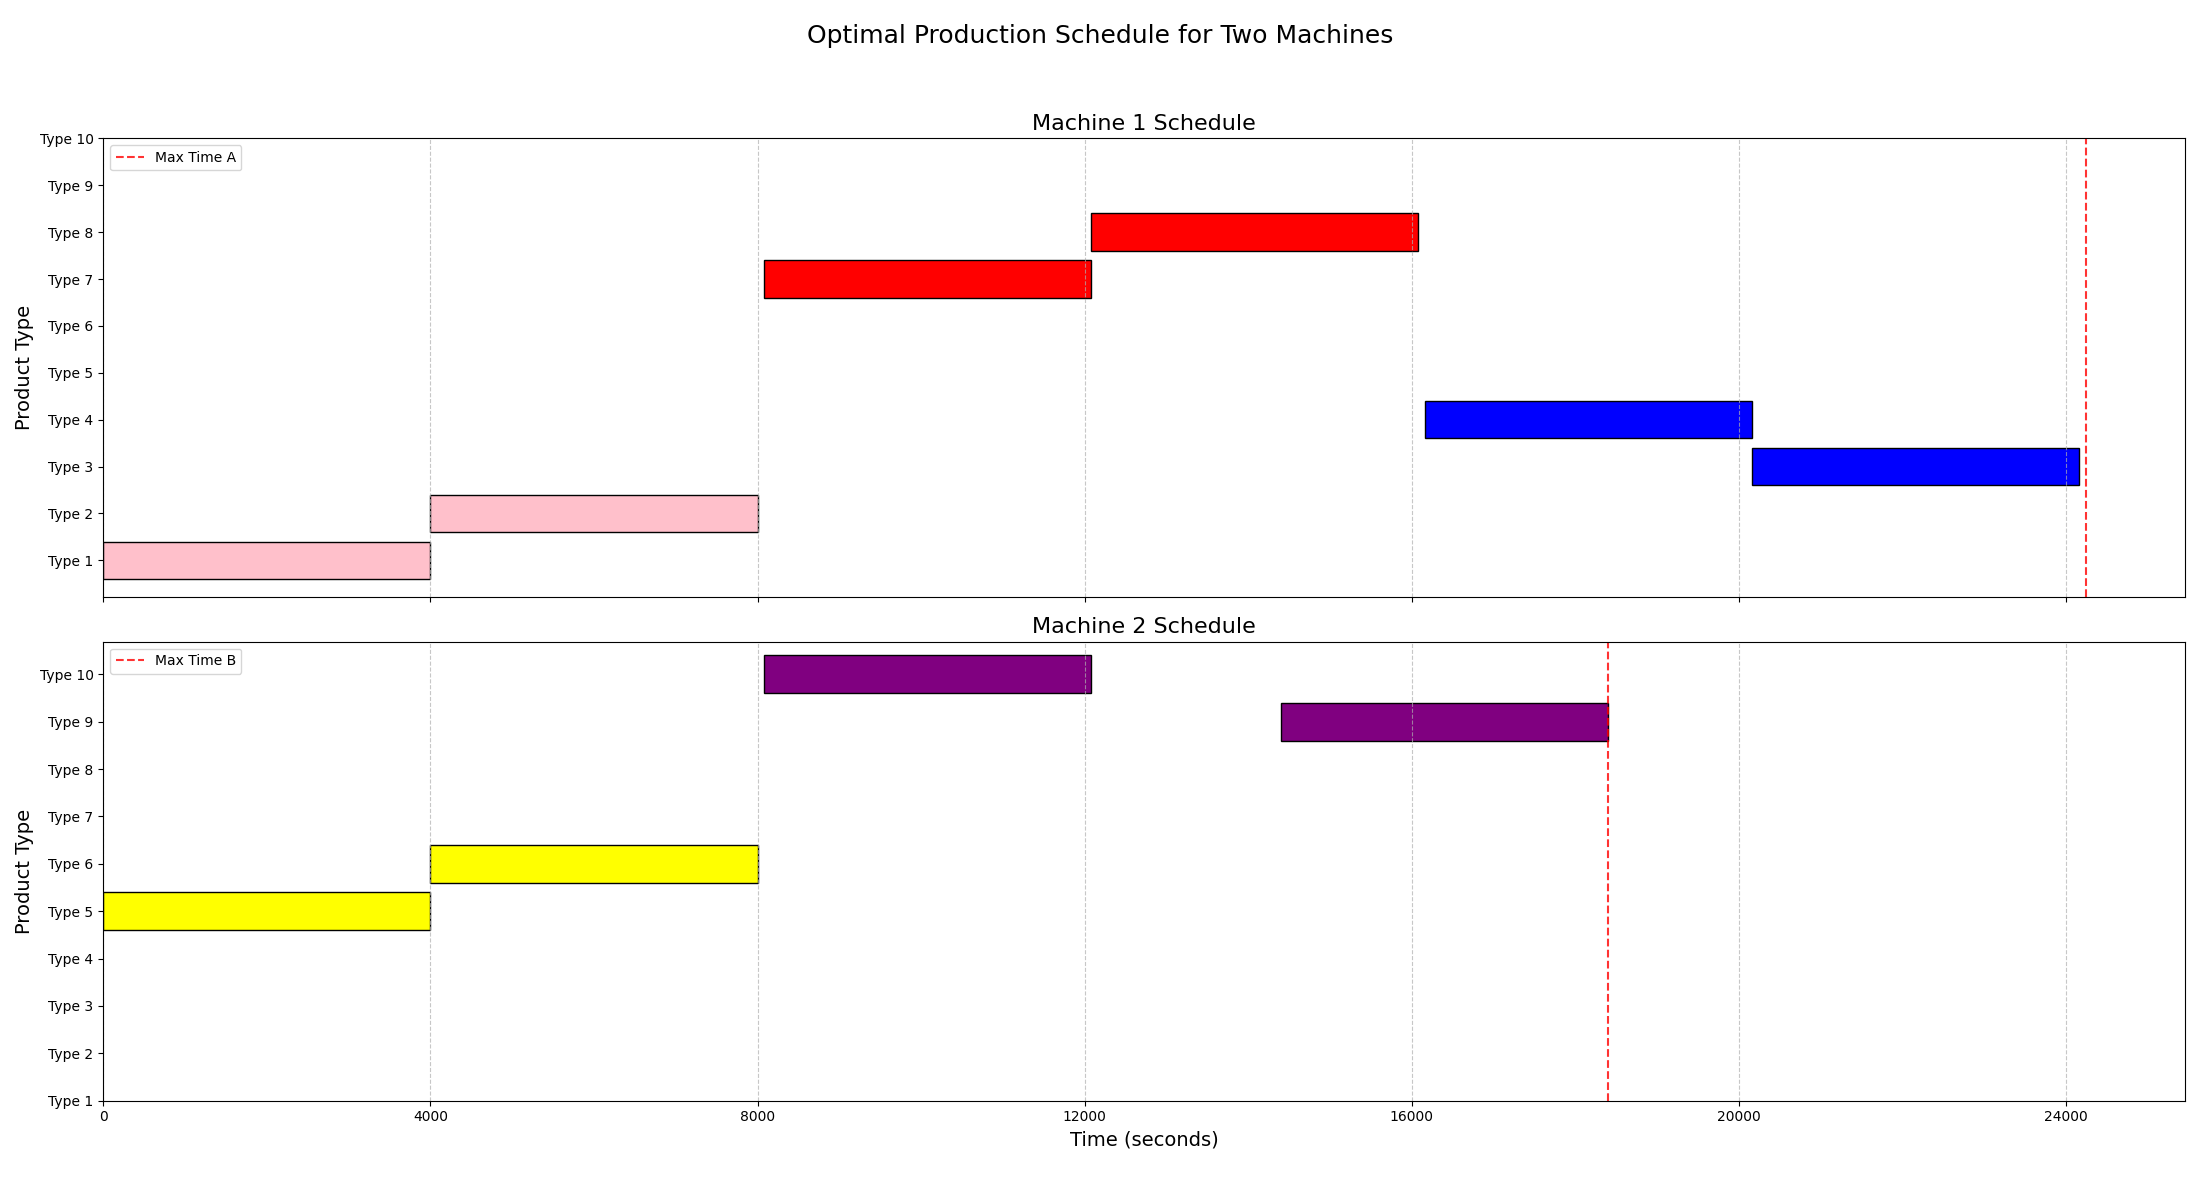 Optimal Production Schedule for Two Machines
Machine 1 Schedule
Max Time A
Product Type
Type 10
Type 9
Type 8
Type 7
Type 6
Type 5
Type 4
Type 3
Type 2
Type 1
Machine 2 Schedule
Max Time B
Product Type
Type 10
Type 9
Type 8
Type 7
Type 6
Type 5
Type 4
Type 3
Type 2
Type 1
0 4000 8000 12000 16000 20000 24000
Time (seconds)